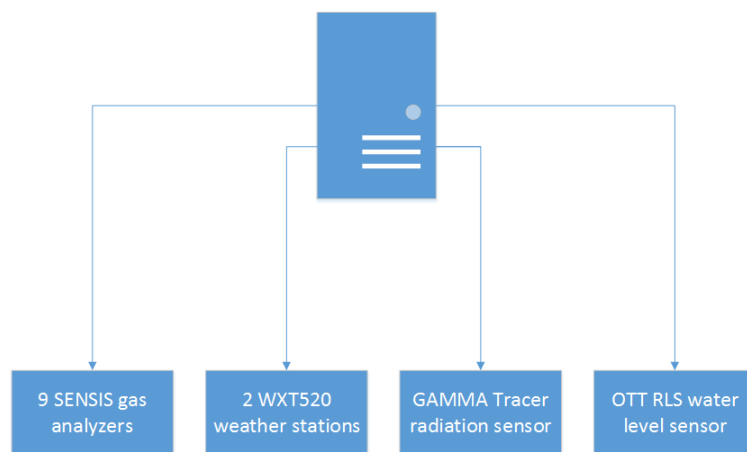 9 SENSIS gas
analyzers
2 WXT520
weather stations
GAMMA Tracer
radiation sensor
OTT RLS water
level sensor